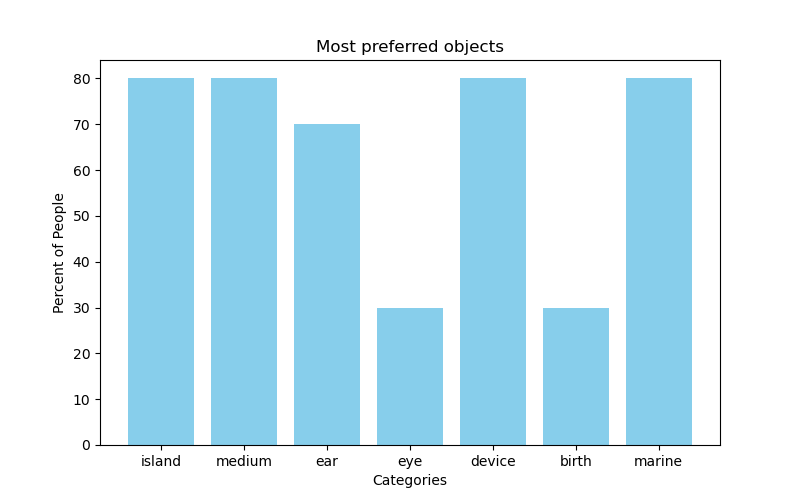 Most preferred objects
Percent of People
80
70
60
50
40
30
20
10
0
island medium ear eye device birth marine
Categories